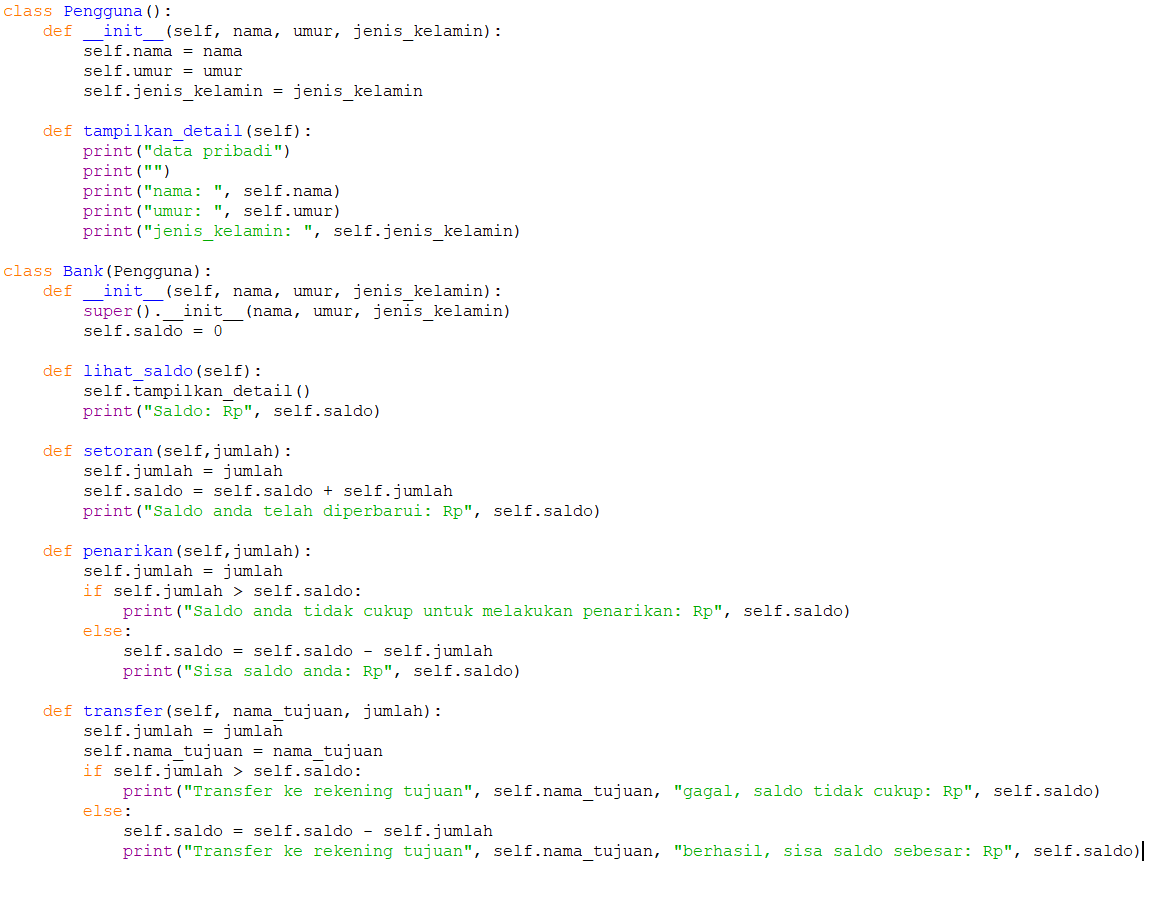 class Pengguna():
    def __init__(self, nama, umur, jenis_kelamin):
        self.nama = nama
        self.umur = umur
        self.jenis_kelamin = jenis_kelamin

    def tampilkan_detail(self):
        print("data pribadi")
        print("")
        print("nama: ", self.nama)
        print("umur: ", self.umur)
        print("jenis_kelamin: ", self.jenis_kelamin)

class Bank(Pengguna):
    def __init__(self, nama, umur, jenis_kelamin):
        super().__init__(nama, umur, jenis_kelamin)
        self.saldo = 0

    def lihat_saldo(self):
        self.tampilkan_detail()
        print("Saldo: Rp", self.saldo)

    def setoran(self,jumlah):
        self.jumlah = jumlah
        self.saldo = self.saldo + self.jumlah
        print("Saldo anda telah diperbarui: Rp", self.saldo)

    def penarikan(self,jumlah):
        self.jumlah = jumlah
        if self.jumlah > self.saldo:
            print("Saldo anda tidak cukup untuk melakukan penarikan: Rp", self.saldo)
        else:
            self.saldo = self.saldo - self.jumlah
            print("Sisa saldo anda: Rp", self.saldo)

    def transfer(self, nama_tujuan, jumlah):
        self.jumlah = jumlah
        self.nama_tujuan = nama_tujuan
        if self.jumlah > self.saldo:
            print("Transfer ke rekening tujuan", self.nama_tujuan, "gagal, saldo tidak cukup: Rp", self.saldo)
        else:
            self.saldo = self.saldo - self.jumlah
            print("Transfer ke rekening tujuan", self.nama_tujuan, "berhasil, sisa saldo sebesar: Rp", self.saldo)